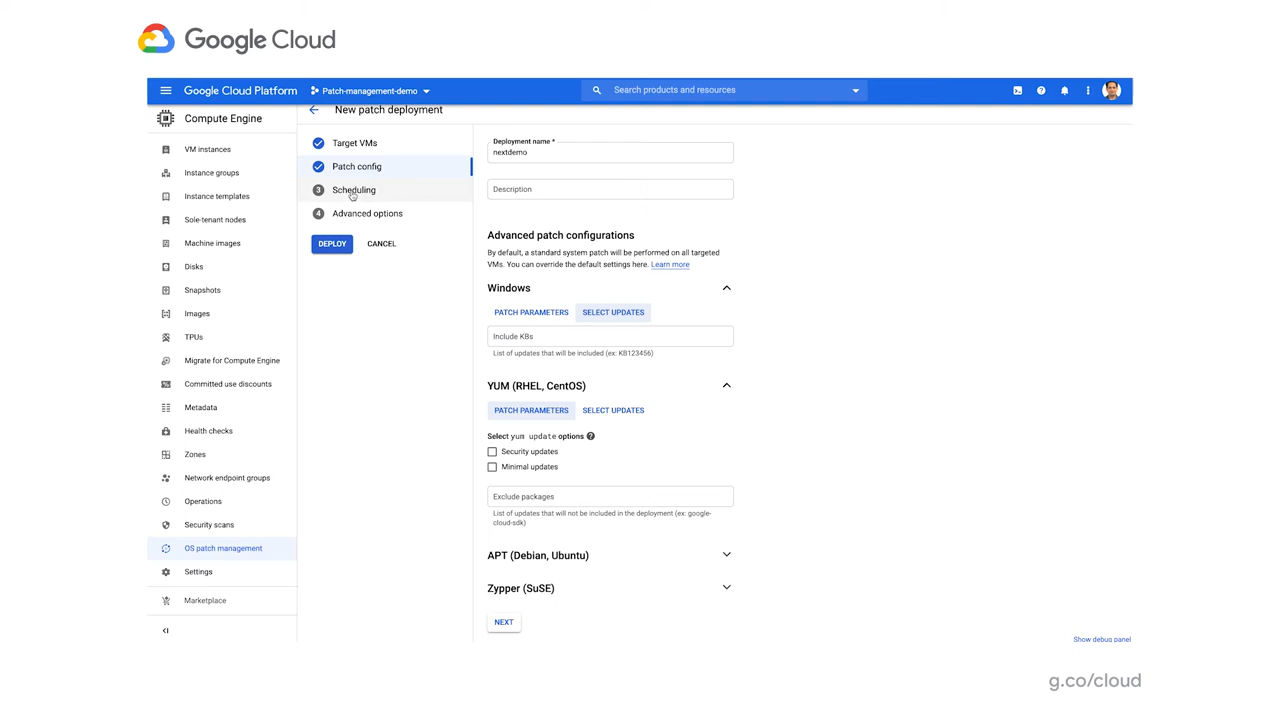 Google Cloud
Google Cloud Platform
Patch-management-demo
Search products and resources
Compute Engine
VM instances
Instance groups
Instance templates
Sole-tenant nodes
Machine images
Disks
Snapshots
Images
TPUs
Migrate for Compute Engine
Committed use discounts
Metadata
Health checks
Zones
Network endpoint groups
Operations
Security scans
OS patch management
Settings
Marketplace
New patch deployment
Target VMs
Patch config
3 Scheduling
4 Advanced options
DEPLOY CANCEL
Deployment name *
nextdemo
Description
Advanced patch configurations
By default, a standard system patch will be performed on all targeted
VMs. You can override the default settings here. Learn more
Windows
PATCH PARAMETERS SELECT UPDATES
Include KBs
List of updates that will be included (ex: KB123456)
YUM (RHEL, CentOS)
PATCH PARAMETERS SELECT UPDATES
Select yum update options
Security updates
Minimal updates
Exclude packages
List of updates that will not be included in the deployment (ex: google-
cloud-sdk)
APT (Debian, Ubuntu)
Zypper (SuSE)
NEXT
Show debug panel
g.co/cloud